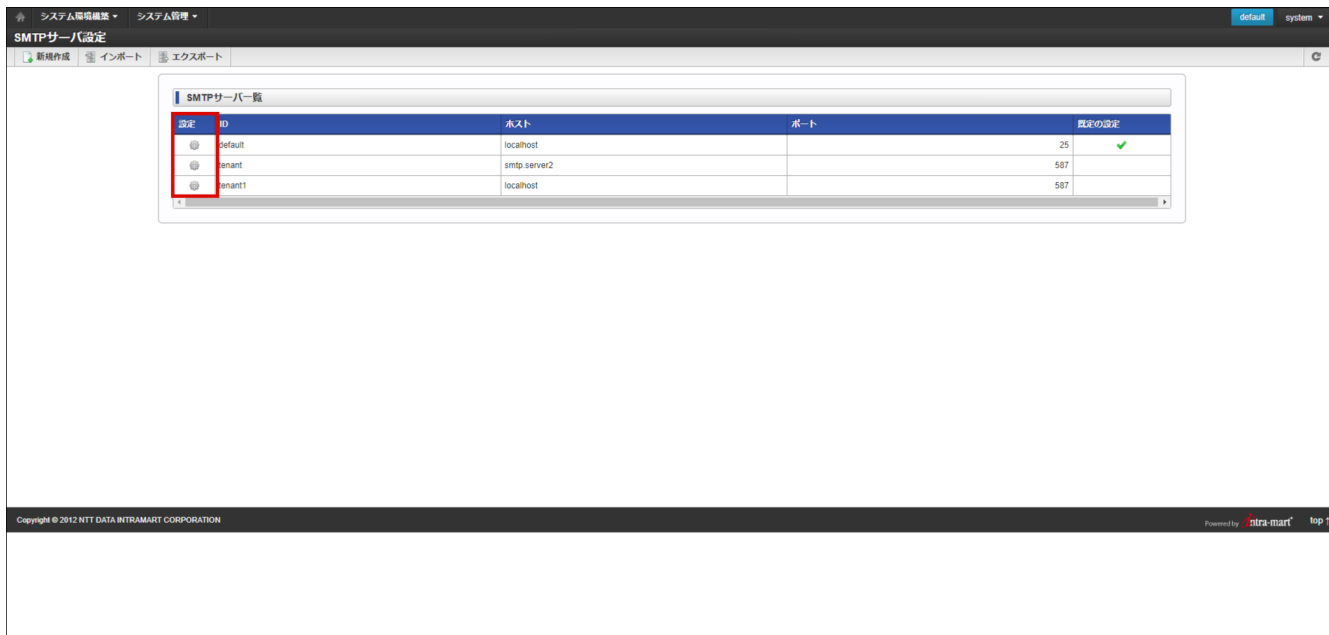 システム環境構築 ▼ システム管理 ▼ default system ▼
SMTPサーバ設定
新規作成 インポート エクスポート
SMTPサーバ一覧
設定 ID ホスト ポート 既定の設定
default localhost 25
tenant smtp.server2 587
tenant1 localhost 587
Copyright © 2012 NTT DATA INTRAMART CORPORATION Powered by intra-mart top ↑